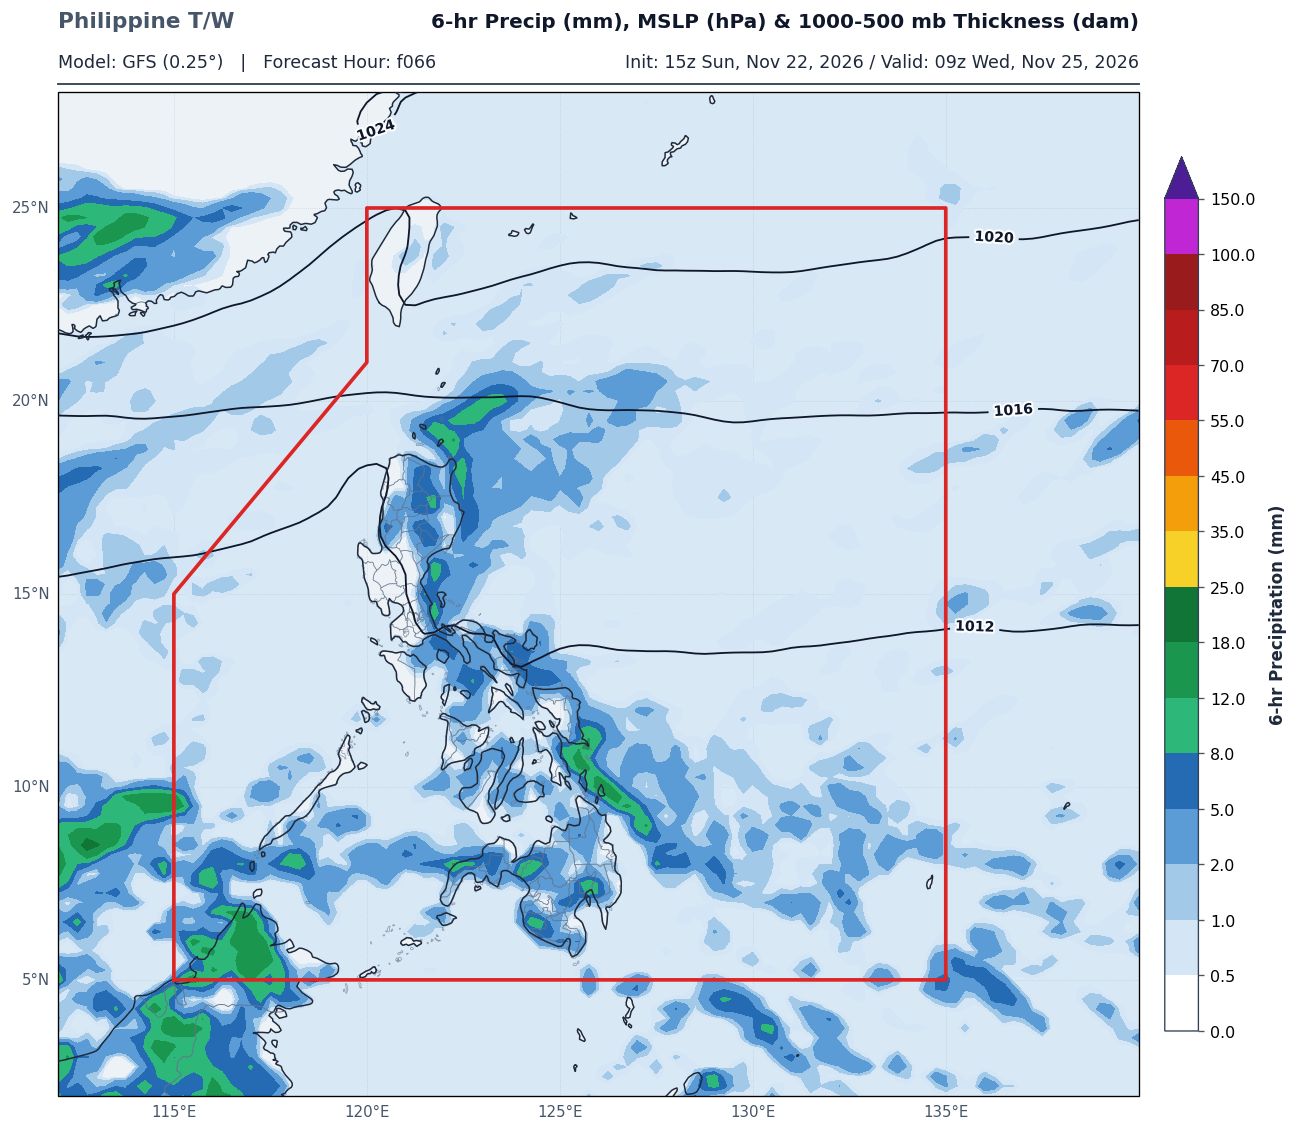 Philippine T/W
6-hr Precip (mm), MSLP (hPa) & 1000-500 mb Thickness (dam)
Model: GFS (0.25°) | Forecast Hour: f066
Init: 15z Sun, Nov 22, 2026 / Valid: 09z Wed, Nov 25, 2026
1024
1020
1016
1012
25°N
20°N
15°N
10°N
5°N
115°E
120°E
125°E
130°E
135°E
150.0
100.0
85.0
70.0
55.0
45.0
35.0
25.0
18.0
12.0
8.0
5.0
2.0
1.0
0.5
0.0
6-hr Precipitation (mm)